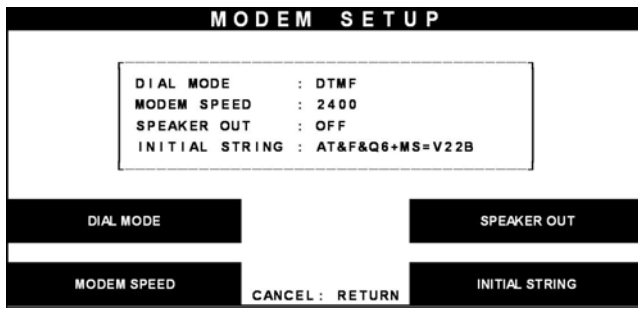 MODEM SETUP
DIAL MODE : DTMF
MODEM SPEED : 2400
SPEAKER OUT : OFF
INITIAL STRING : AT&F&Q6+MS=V22B
DIAL MODE
SPEAKER OUT
MODEM SPEED
CANCEL: RETURN
INITIAL STRING